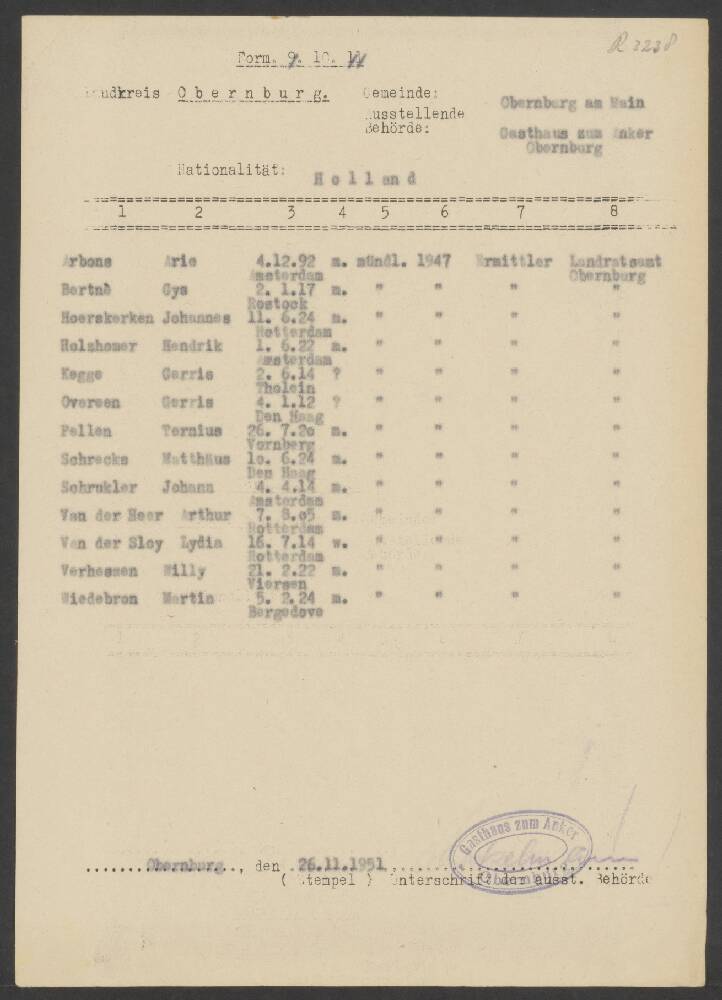 R 3238
Form. 9. 10. 11
Landkreis Obernburg. Gemeinde: Obernburg am Main
Ausstellende
Behörde: Gasthaus zum Anker
Obernburg
Nationalität: Holland
1 2 3 4 5 6 7 8
Arbons Arie 4.12.92 m. mündl. 1947 Ermittler Landratsamt
Amsterdam Obernburg
Bertnè Gys 2. 1.17 m. " " " "
Rostock
Hoerskerken Johannes 11. 6.24 m. " " " "
Rotterdam
Holzhomer Hendrik 1. 6.22 m. " " " "
Amsterdam
Kegge Gerris 2. 6.14 ? " " " "
Tholein
Overeen Gerris 4. 1.12 ? " " " "
Den Haag
Pellen Ternius 26. 7.20 m. " " " "
Vornberg
Schrecks Matthäus 10. 6.24 m. " " " "
Den Haag
Schrukler Johann 4. 4.14 m. " " " "
Amsterdam
Van der Heer Arthur 7. 8.05 m. " " " "
Rotterdam
Van der Sloy Lydia 16. 7.14 w. " " " "
Rotterdam
Verhesmen Willy 21. 2.22 m. " " " "
Viersen
Wiedebron Martin 5. 2.24 m. " " " "
Bergedove
Gasthaus zum Anker
Obernburg
.......Obernburg.., den .26.11.1951.
( Stempel ) Unterschrift der ausst. Behörde